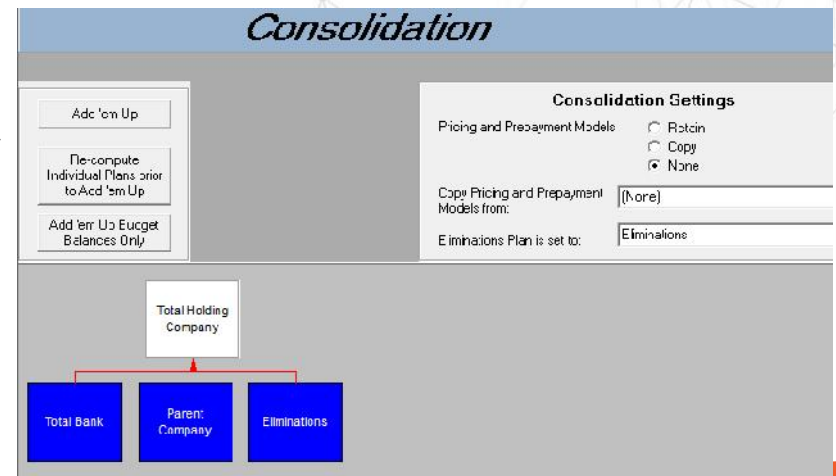 Consolidation
Add 'em Up
Re-compute
Individual Plans prior
to Add 'em Up
Add 'em Up Budget
Balances Only
Consolidation Settings
Pricing and Prepayment Models
Retain
Copy
None
Copy Pricing and Prepayment
Models from:
(None)
Eliminations Plan is set to:
Eliminations
Total Holding
Company
Total Bank
Parent
Company
Eliminations